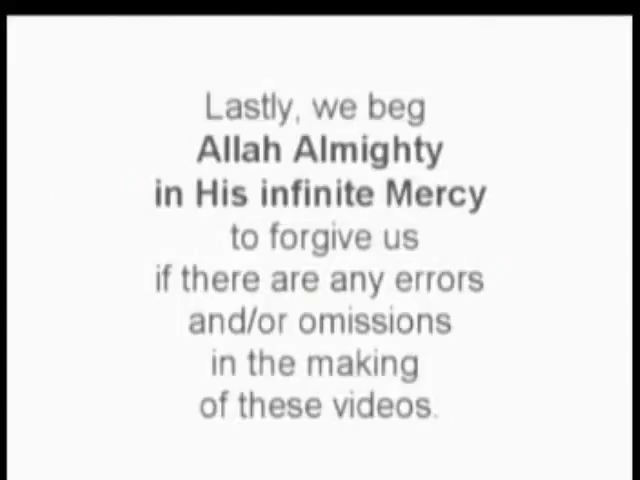 Lastly, we beg
Allah Almighty
in His infinite Mercy
to forgive us
if there are any errors
and/or omissions
in the making
of these videos.